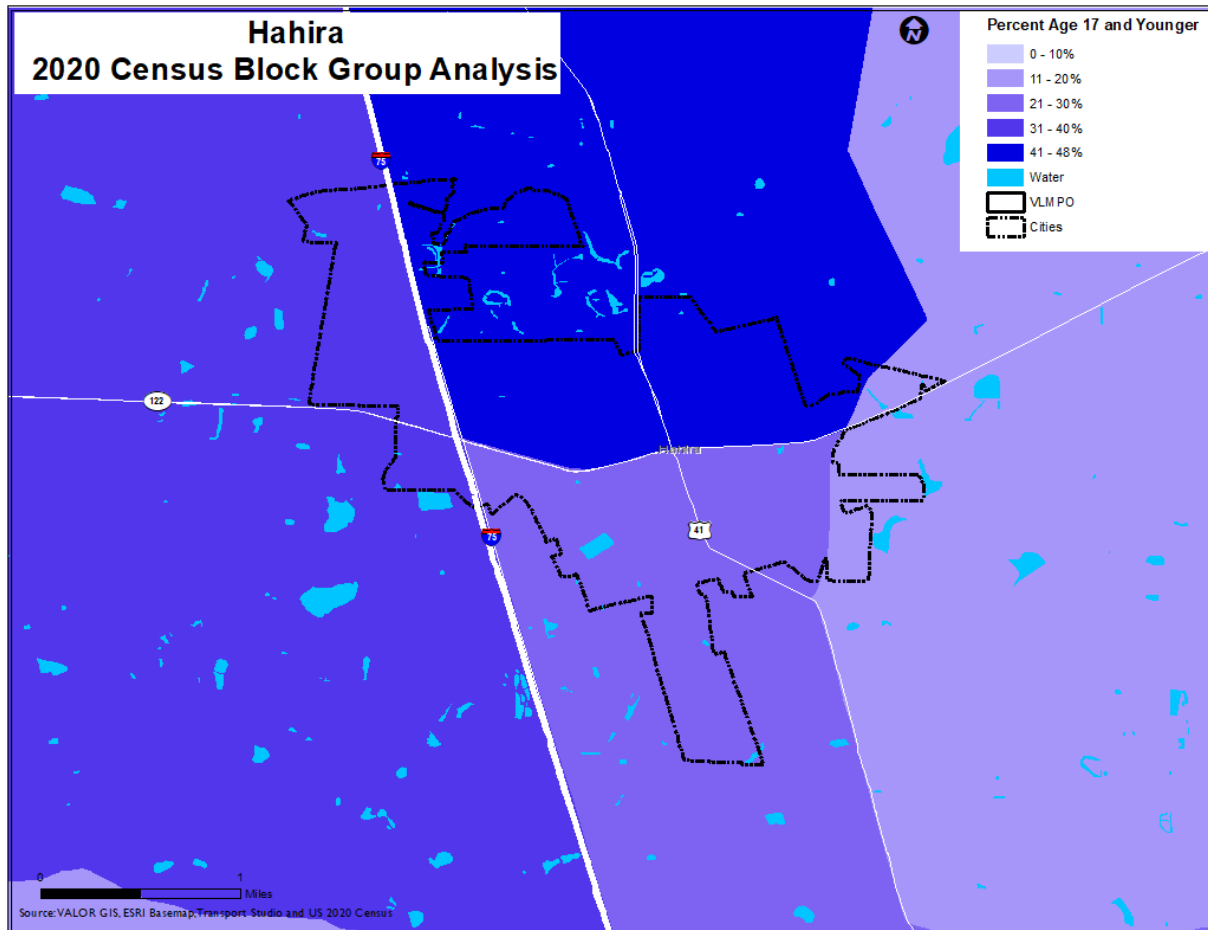 Hahira
2020 Census Block Group Analysis
N
Percent Age 17 and Younger
0 - 10%
11 - 20%
21 - 30%
31 - 40%
41 - 48%
Water
VLMPO
Cities
75
122
Hahira
41
75
0 1
Miles
Source: VALOR GIS, ESRI Basemap,Transport Studio and US 2020 Census